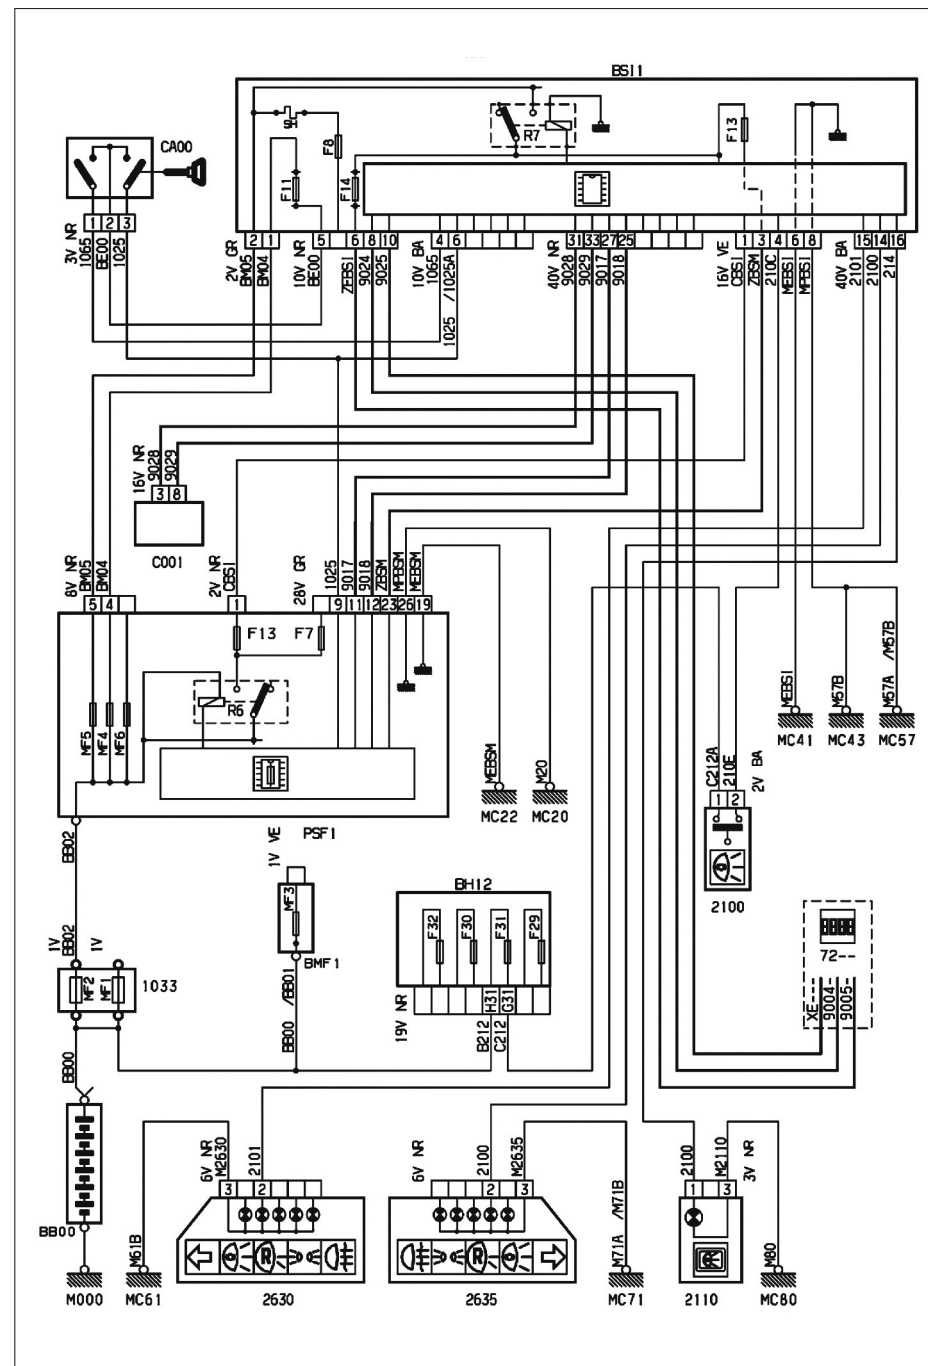 BSI1
CA00
SH
F8
R7
F13
F11
F14
1 2 3
3V NR
1065
BE00
1025
2 1
5 6 8 10
4 6
31 33 27 25
1 3 4 6 8
15 14 16
2V GR
BM05
BM04
10V NR
BE00
ZEBSI
9024
9025
10V BA
1065
1025 /1025A
40V NR
9028
9029
9017
9018
16V VE
CBSI
ZBSM
210C
MEBSI
MPBSI
40V BA
2101
2100
214
16V NR
9028
9029
3 8
C001
8V NR
BM05
BM04
2V NR
CBSI
28V GR
1025
9017
9018
ZBSM
MPBSM
MEBSM
5 4
1
9 11 12 23 26 19
F13 F7
R6
MF5
MF4
MF6
PSF1
MEBSM
M20
MC22 MC20
MEBSI
M57B
M57A /M57B
MC41 MC43 MC57
C212A
210E
2V BA
1 2
2100
BB02
1V VE
MF3
BMF1
BH12
F32
F30
F31
F29
H31
G31
19V NR
B212
C212
72--
XE----
9004-
9005-
1V
BB02
1V
MF2
MF1
1033
BB00
BB00 /BB01
BB00
M000
M61B
MC61
6V NR
M2630
2101
3 2
R
2630
6V NR
2100
M2635
2 3
R
2635
M71A /M71B
MC71
2100
M2110
3V NR
1 3
2110
M80
MC80